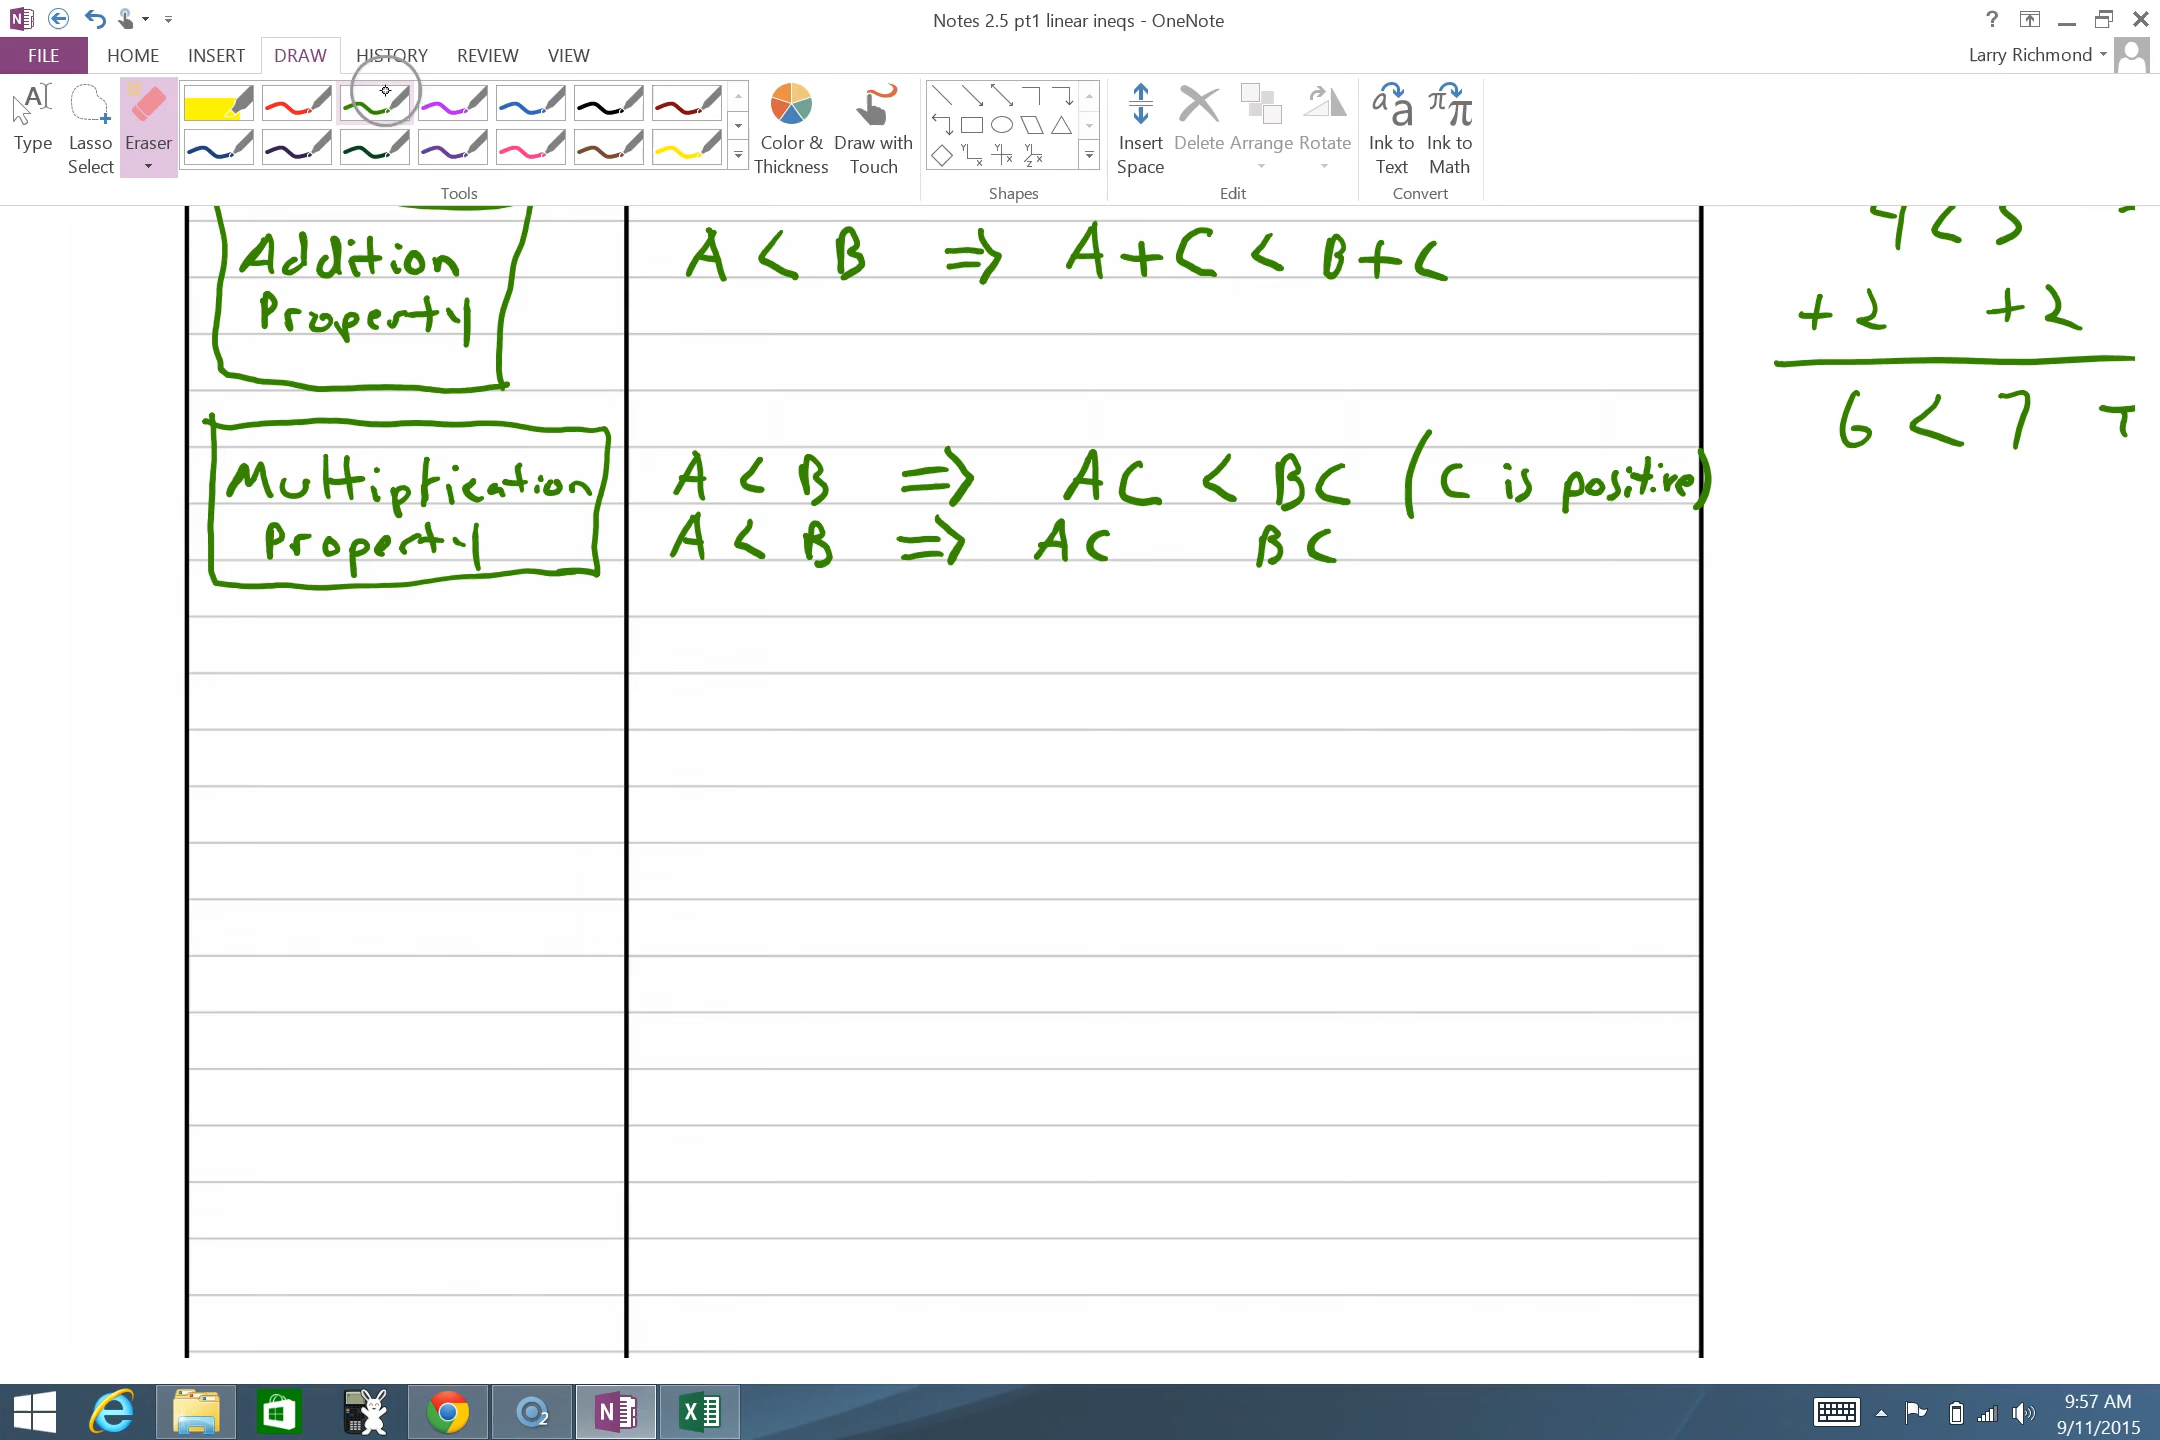 Notes 2.5 pt1 linear ineqs - OneNote
?
FILE HOME INSERT DRAW HISTORY REVIEW VIEW
Larry Richmond
Type
Lasso Select
Eraser
Color & Thickness
Draw with Touch
Insert Space
Delete
Arrange
Rotate
Ink to Text
Ink to Math
Tools
Shapes
Edit
Convert
Addition
Property
A < B ⇒ A+C < B+C
+2 +2
6 < 7
Multiplication
Property
A < B ⇒ AC < BC (C is positive)
A < B ⇒ AC BC
9:57 AM
9/11/2015